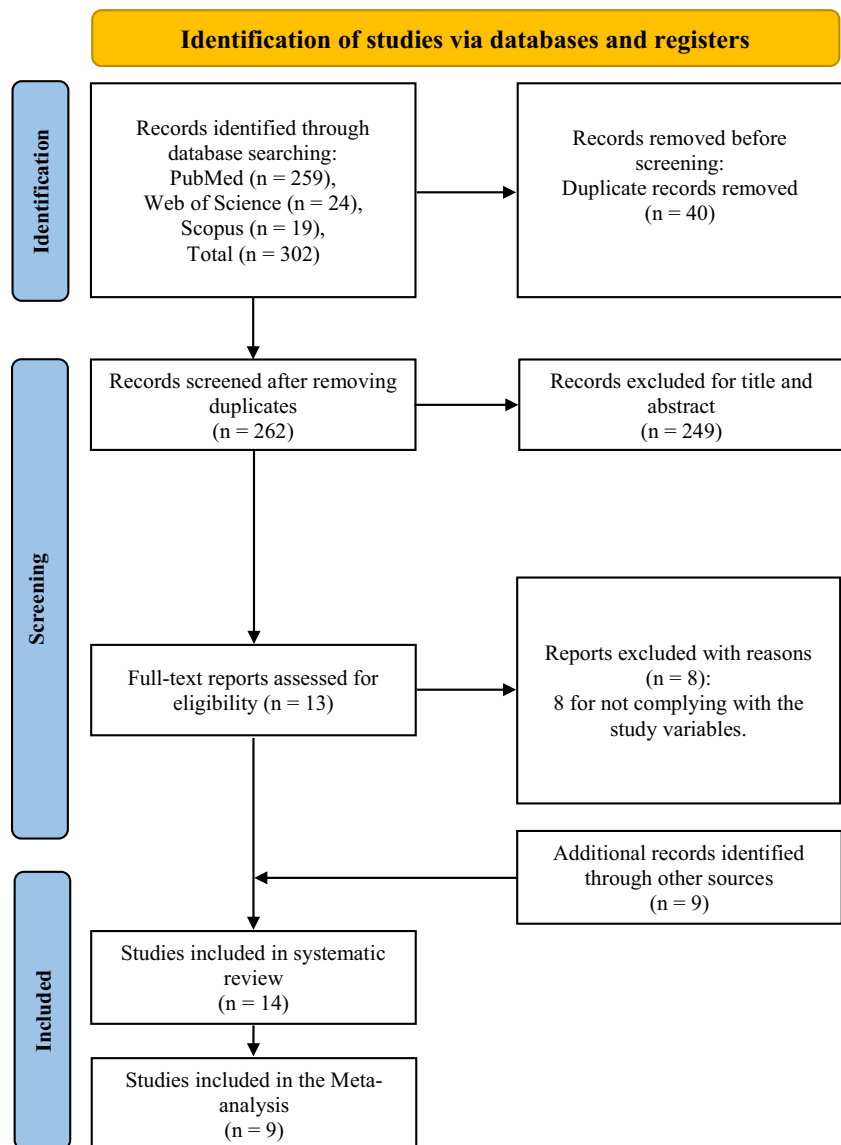 Identification of studies via databases and registers
Identification
Records identified through
database searching:
PubMed (n = 259),
Web of Science (n = 24),
Scopus (n = 19),
Total (n = 302)
Records removed before
screening:
Duplicate records removed
(n = 40)
Screening
Records screened after removing
duplicates
(n = 262)
Records excluded for title and
abstract
(n = 249)
Full-text reports assessed for
eligibility (n = 13)
Reports excluded with reasons
(n = 8):
8 for not complying with the
study variables.
Additional records identified
through other sources
(n = 9)
Included
Studies included in systematic
review
(n = 14)
Studies included in the Meta-
analysis
(n = 9)